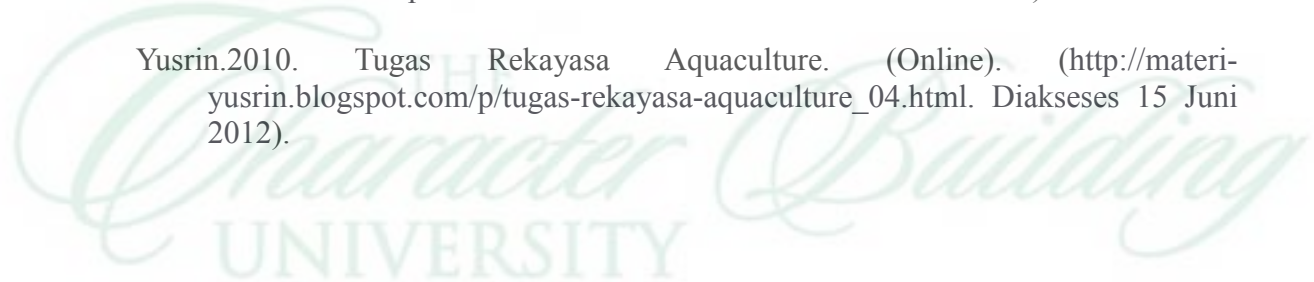 Yusrin.2010. Tugas Rekayasa Aquaculture. (Online). (http://materi-
yusrin.blogspot.com/p/tugas-rekayasa-aquaculture_04.html. Diakseses 15 Juni
2012).
THE
Character Building
UNIVERSITY